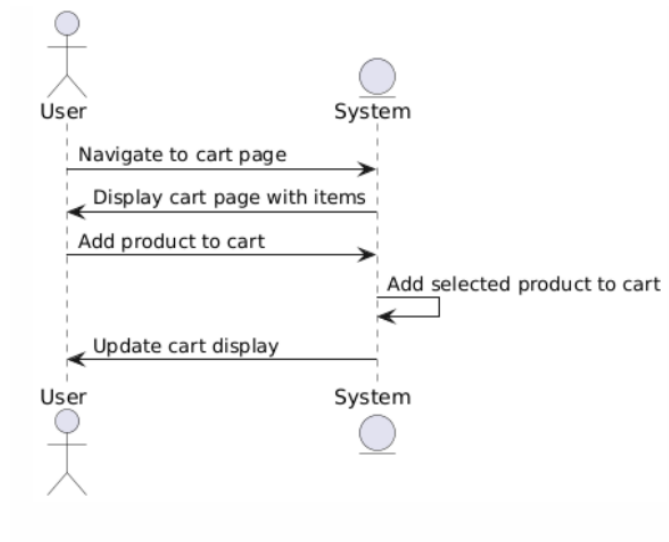 User
System
Navigate to cart page
Display cart page with items
Add product to cart
Add selected product to cart
Update cart display
User
System